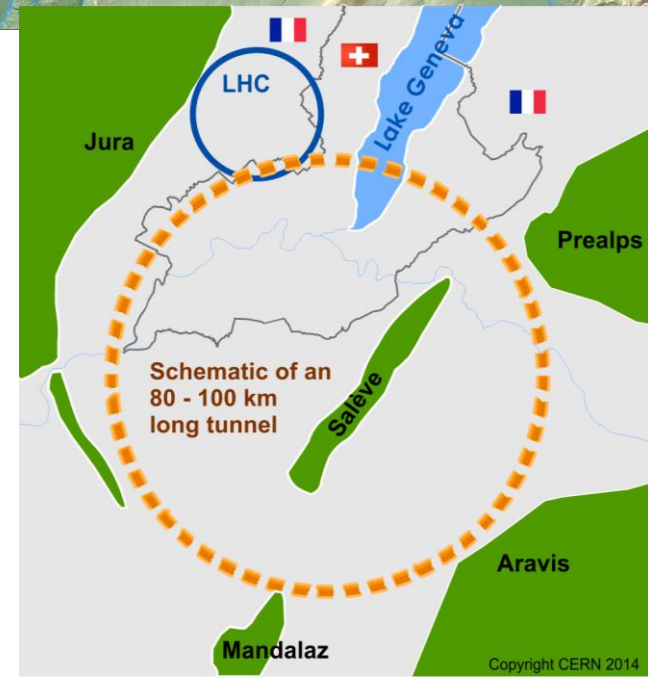 LHC
Lake Geneva
Jura
Prealps
Schematic of an
80 - 100 km
long tunnel
Salève
Aravis
Mandalaz
Copyright CERN 2014